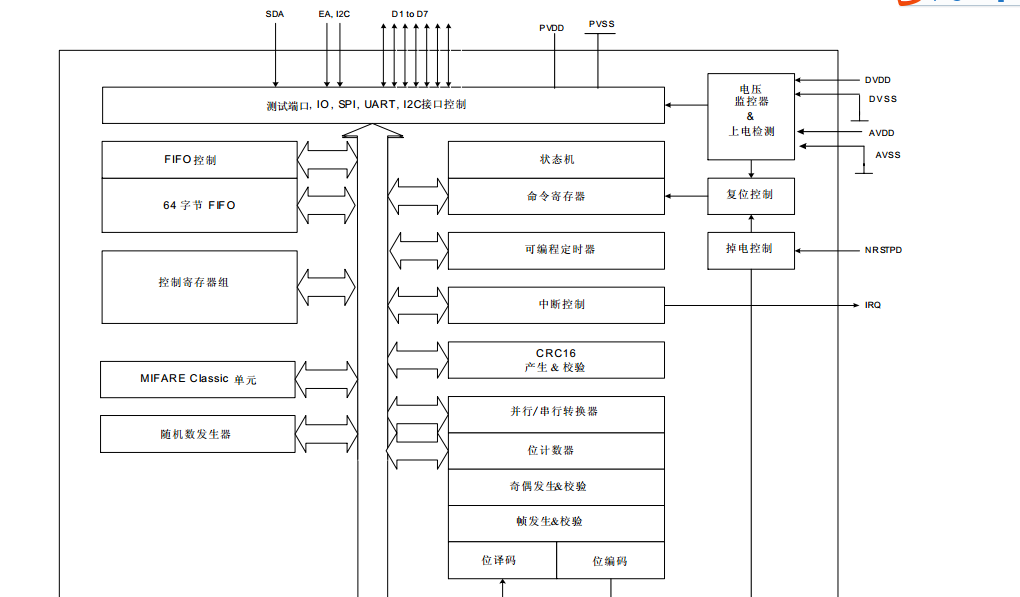 SDA
EA, I2C
D1 to D7
PVDD
PVSS
测试端口, IO, SPI, UART, I2C接口控制
电压
监控器
&
上电检测
DVDD
DVSS
AVDD
AVSS
FIFO 控制
64 字节 FIFO
状态机
命令寄存器
复位控制
可编程定时器
掉电控制
NRSTPD
控制寄存器组
中断控制
IRQ
CRC16
产生 & 校验
MIFARE Classic 单元
并行/串行转换器
随机数发生器
位计数器
奇偶发生&校验
帧发生&校验
位译码
位编码